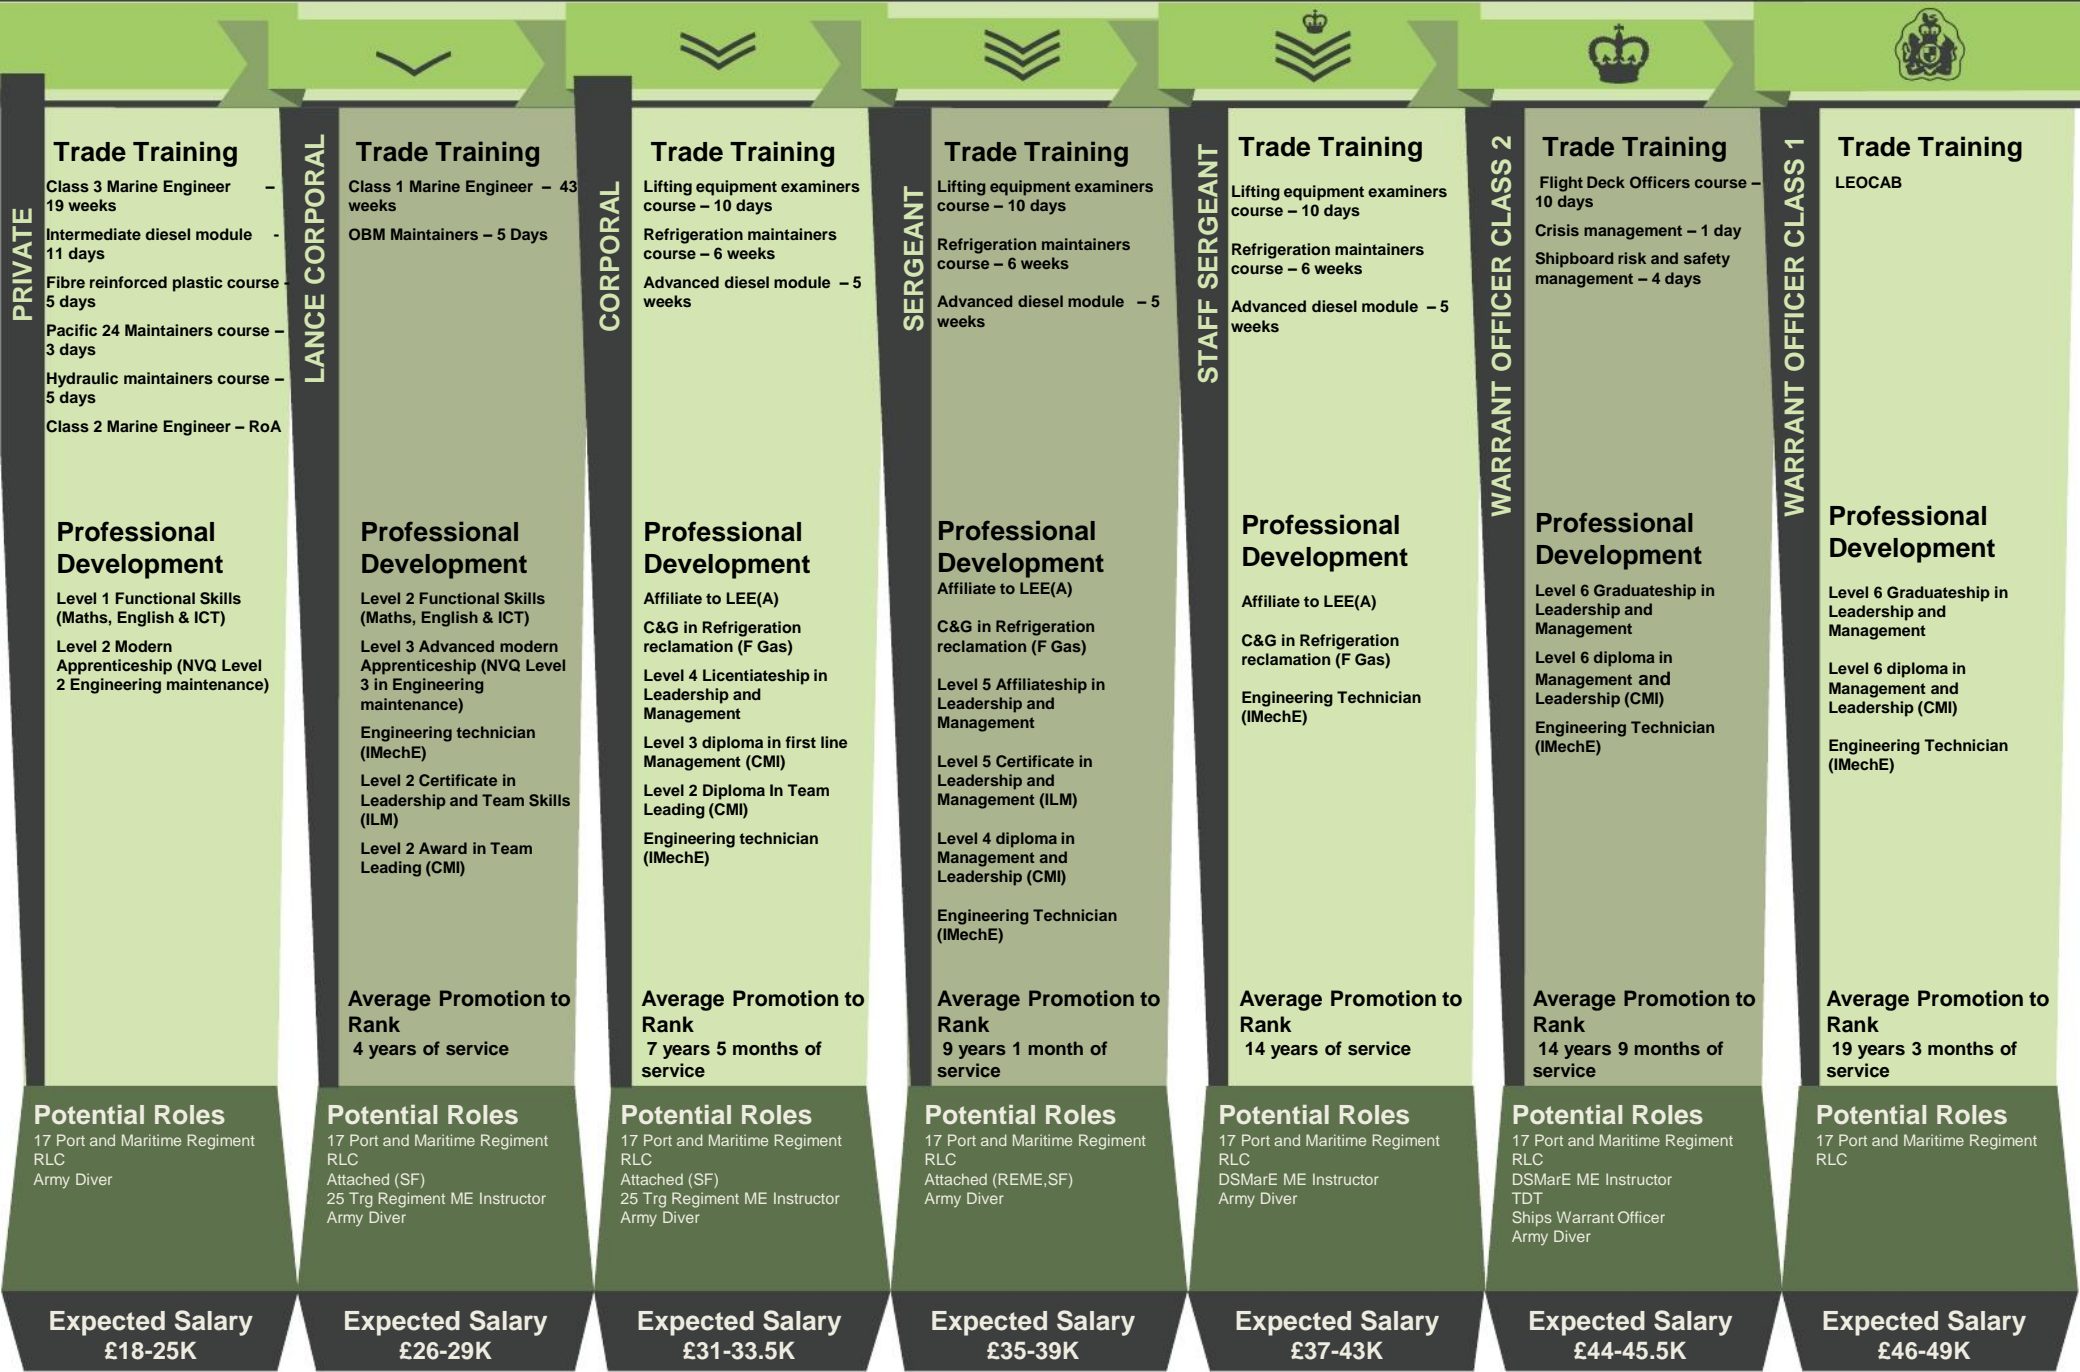 PRIVATE
Trade Training
Class 3 Marine Engineer –
19 weeks
Intermediate diesel module -
11 days
Fibre reinforced plastic course -
5 days
Pacific 24 Maintainers course –
3 days
Hydraulic maintainers course –
5 days
Class 2 Marine Engineer – RoA
Professional
Development
Level 1 Functional Skills
(Maths, English & ICT)
Level 2 Modern
Apprenticeship (NVQ Level
2 Engineering maintenance)
Potential Roles
17 Port and Maritime Regiment
RLC
Army Diver
Expected Salary
£18-25K
LANCE CORPORAL
Trade Training
Class 1 Marine Engineer – 43
weeks
OBM Maintainers – 5 Days
Professional
Development
Level 2 Functional Skills
(Maths, English & ICT)
Level 3 Advanced modern
Apprenticeship (NVQ Level
3 in Engineering
maintenance)
Engineering technician
(IMechE)
Level 2 Certificate in
Leadership and Team Skills
(ILM)
Level 2 Award in Team
Leading (CMI)
Average Promotion to
Rank
4 years of service
Potential Roles
17 Port and Maritime Regiment
RLC
Attached (SF)
25 Trg Regiment ME Instructor
Army Diver
Expected Salary
£26-29K
CORPORAL
Trade Training
Lifting equipment examiners
course – 10 days
Refrigeration maintainers
course – 6 weeks
Advanced diesel module – 5
weeks
Professional
Development
Affiliate to LEE(A)
C&G in Refrigeration
reclamation (F Gas)
Level 4 Licentiateship in
Leadership and
Management
Level 3 diploma in first line
Management (CMI)
Level 2 Diploma In Team
Leading (CMI)
Engineering technician
(IMechE)
Average Promotion to
Rank
7 years 5 months of
service
Potential Roles
17 Port and Maritime Regiment
RLC
Attached (SF)
25 Trg Regiment ME Instructor
Army Diver
Expected Salary
£31-33.5K
SERGEANT
Trade Training
Lifting equipment examiners
course – 10 days
Refrigeration maintainers
course – 6 weeks
Advanced diesel module – 5
weeks
Professional
Development
Affiliate to LEE(A)
C&G in Refrigeration
reclamation (F Gas)
Level 5 Affiliateship in
Leadership and
Management
Level 5 Certificate in
Leadership and
Management (ILM)
Level 4 diploma in
Management and
Leadership (CMI)
Engineering Technician
(IMechE)
Average Promotion to
Rank
9 years 1 month of
service
Potential Roles
17 Port and Maritime Regiment
RLC
Attached (REME,SF)
Army Diver
Expected Salary
£35-39K
STAFF SERGEANT
Trade Training
Lifting equipment examiners
course – 10 days
Refrigeration maintainers
course – 6 weeks
Advanced diesel module – 5
weeks
Professional
Development
Affiliate to LEE(A)
C&G in Refrigeration
reclamation (F Gas)
Engineering Technician
(IMechE)
Average Promotion to
Rank
14 years of service
Potential Roles
17 Port and Maritime Regiment
RLC
DSMarE ME Instructor
Army Diver
Expected Salary
£37-43K
WARRANT OFFICER CLASS 2
Trade Training
Flight Deck Officers course –
10 days
Crisis management – 1 day
Shipboard risk and safety
management – 4 days
Professional
Development
Level 6 Graduateship in
Leadership and
Management
Level 6 diploma in
Management and
Leadership (CMI)
Engineering Technician
(IMechE)
Average Promotion to
Rank
14 years 9 months of
service
Potential Roles
17 Port and Maritime Regiment
RLC
DSMarE ME Instructor
TDT
Ships Warrant Officer
Army Diver
Expected Salary
£44-45.5K
WARRANT OFFICER CLASS 1
Trade Training
LEOCAB
Professional
Development
Level 6 Graduateship in
Leadership and
Management
Level 6 diploma in
Management and
Leadership (CMI)
Engineering Technician
(IMechE)
Average Promotion to
Rank
19 years 3 months of
service
Potential Roles
17 Port and Maritime Regiment
RLC
Expected Salary
£46-49K